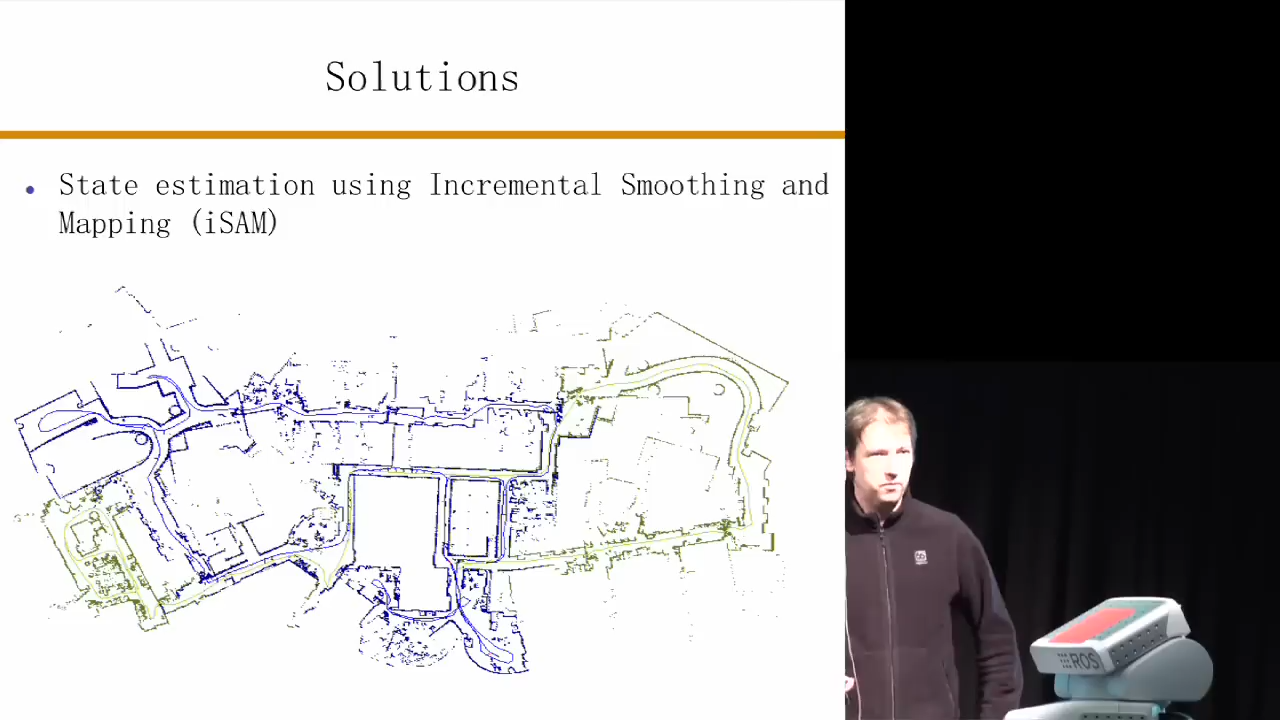 Solutions
State estimation using Incremental Smoothing and
Mapping (iSAM)
ROS